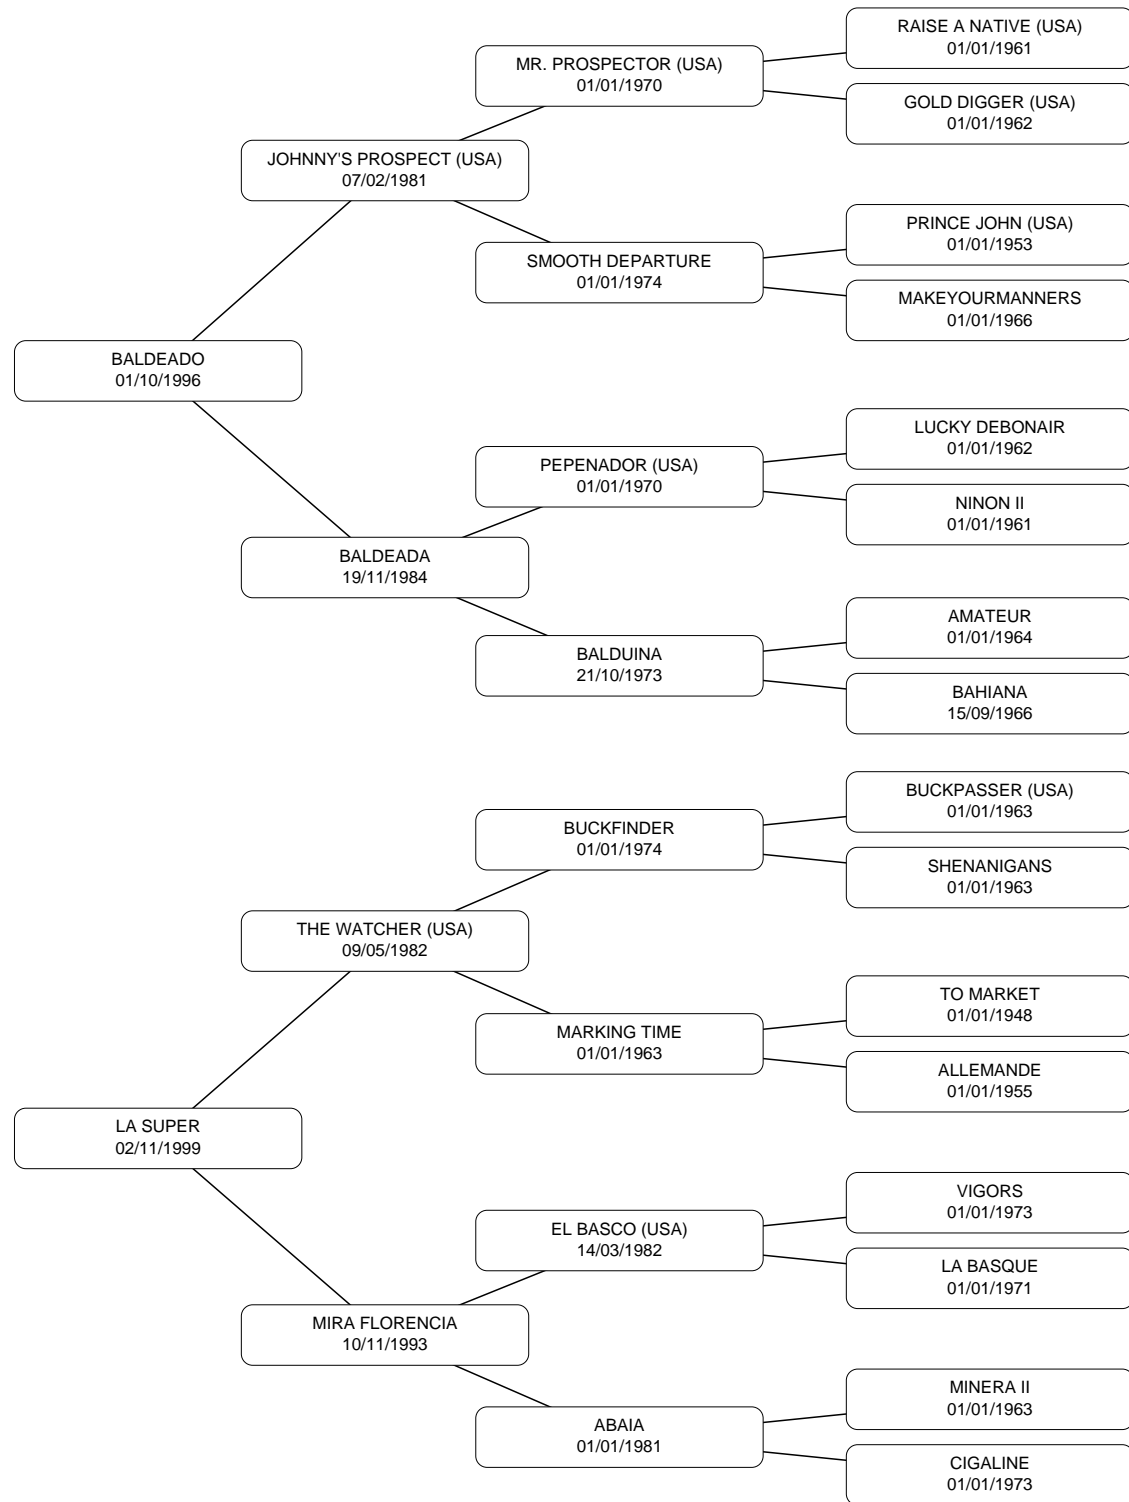 RAISE A NATIVE (USA)
01/01/1961
MR. PROSPECTOR (USA)
01/01/1970
GOLD DIGGER (USA)
01/01/1962
JOHNNY'S PROSPECT (USA)
07/02/1981
PRINCE JOHN (USA)
01/01/1953
SMOOTH DEPARTURE
01/01/1974
MAKEYOURMANNERS
01/01/1966
BALDEADO
01/10/1996
LUCKY DEBONAIR
01/01/1962
PEPENADOR (USA)
01/01/1970
NINON II
01/01/1961
BALDEADA
19/11/1984
AMATEUR
01/01/1964
BALDUINA
21/10/1973
BAHIANA
15/09/1966
BUCKPASSER (USA)
01/01/1963
BUCKFINDER
01/01/1974
SHENANIGANS
01/01/1963
THE WATCHER (USA)
09/05/1982
TO MARKET
01/01/1948
MARKING TIME
01/01/1963
ALLEMANDE
01/01/1955
LA SUPER
02/11/1999
VIGORS
01/01/1973
EL BASCO (USA)
14/03/1982
LA BASQUE
01/01/1971
MIRA FLORENCIA
10/11/1993
MINERA II
01/01/1963
ABAIA
01/01/1981
CIGALINE
01/01/1973